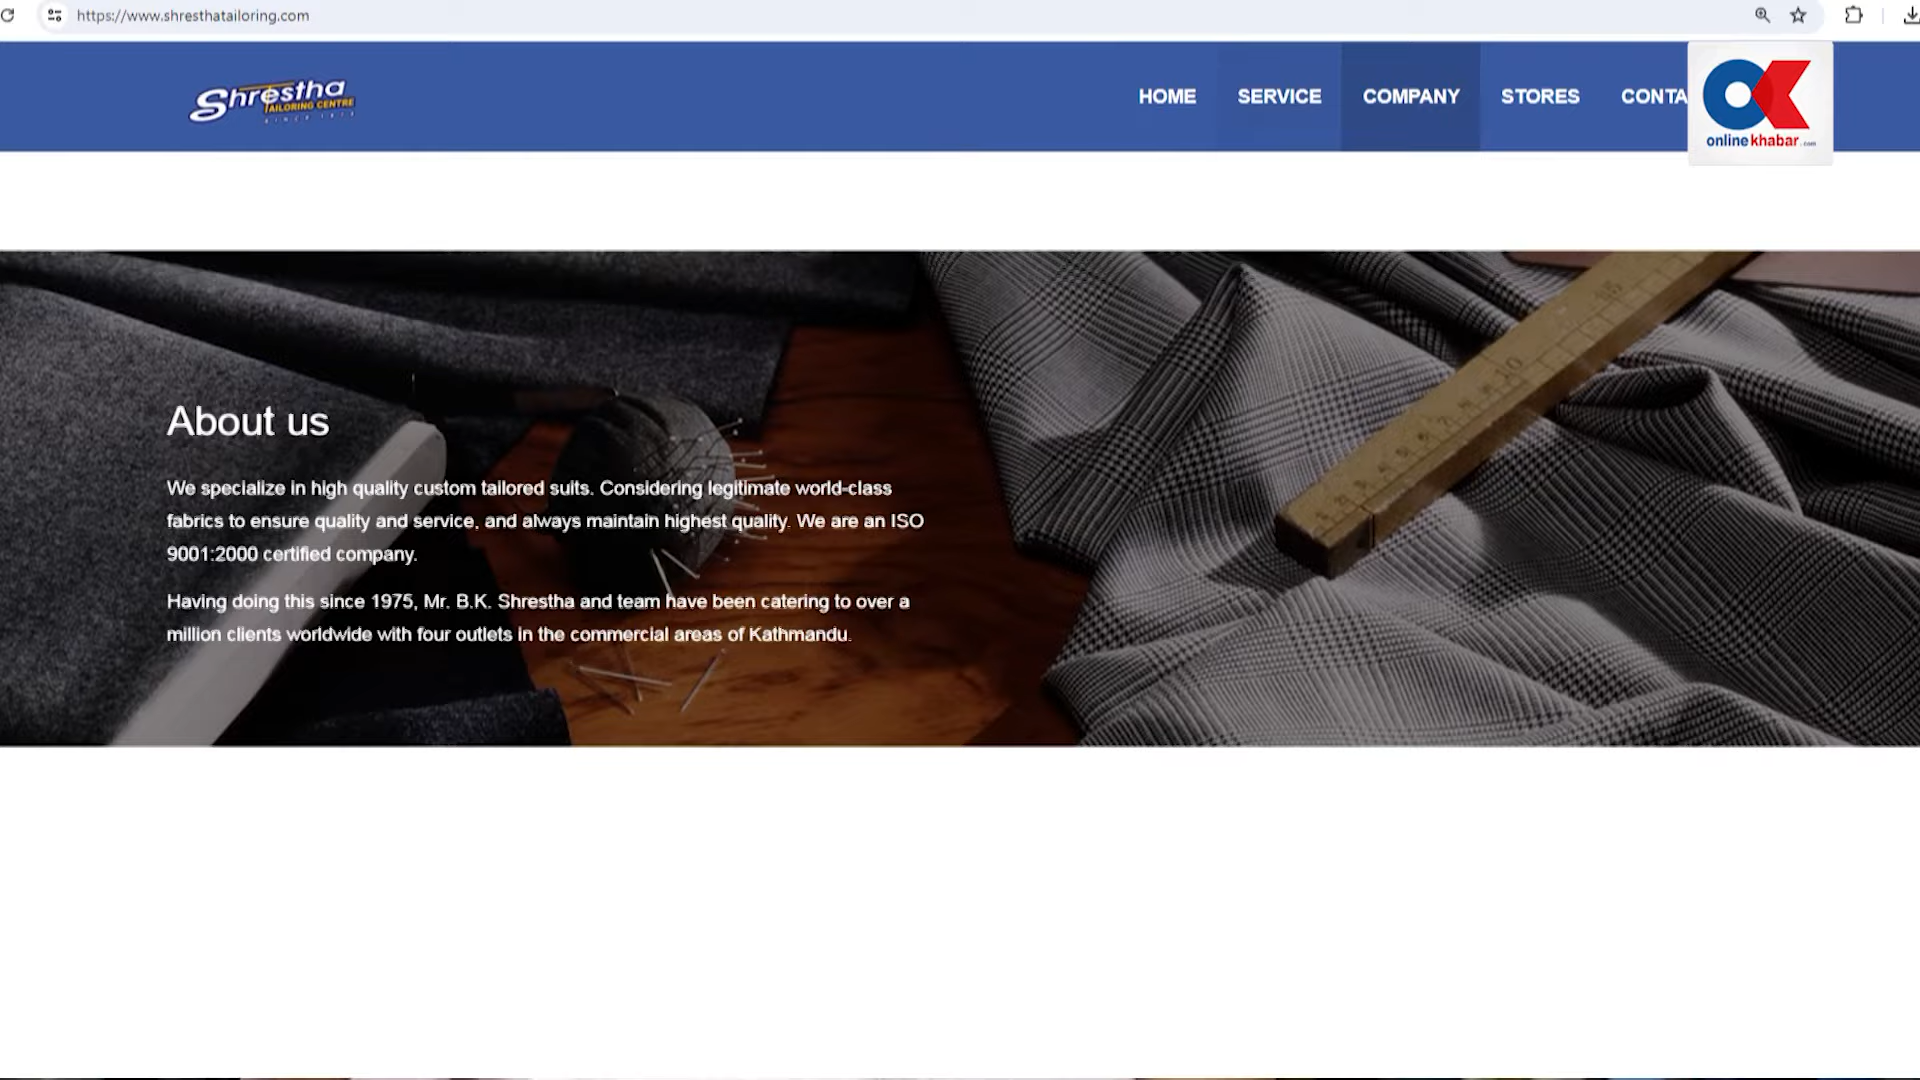 https://www.shresthatailoring.com
Shrestha
TAILORING CENTRE
HOME SERVICE COMPANY STORES CONTA
onlinekhabar.com
About us
We specialize in high quality custom tailored suits. Considering legitimate world-class
fabrics to ensure quality and service, and always maintain highest quality. We are an ISO
9001:2000 certified company.
Having doing this since 1975, Mr. B.K. Shrestha and team have been catering to over a
million clients worldwide with four outlets in the commercial areas of Kathmandu.